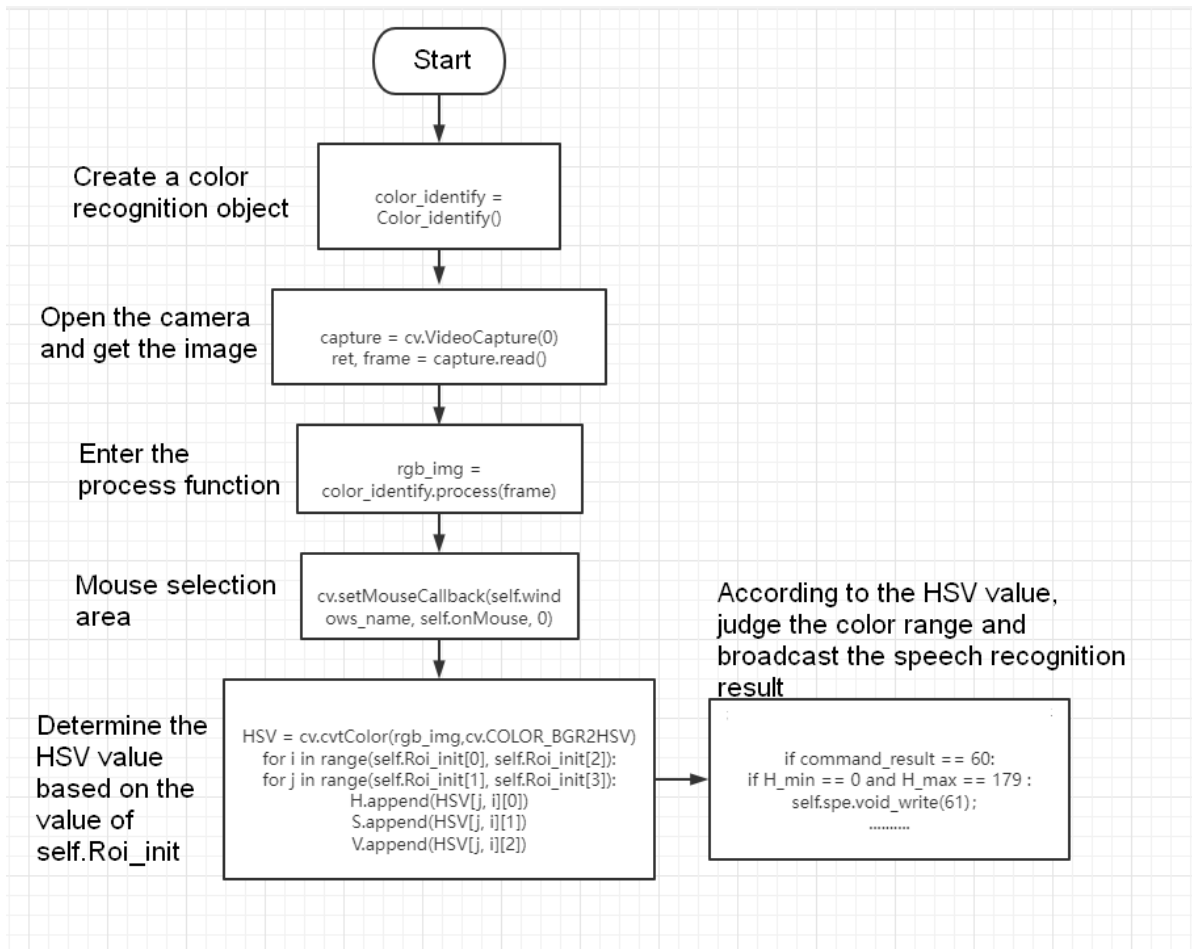 Start
Create a color
recognition object
color_identify =
Color_identify()
Open the camera
and get the image
capture = cv.VideoCapture(0)
ret, frame = capture.read()
Enter the
process function
rgb_img =
color_identify.process(frame)
Mouse selection
area
cv.setMouseCallback(self.wind
ows_name, self.onMouse, 0)
Determine the
HSV value
based on the
value of
self.Roi_init
HSV = cv.cvtColor(rgb_img,cv.COLOR_BGR2HSV)
for i in range(self.Roi_init[0], self.Roi_init[2]):
for j in range(self.Roi_init[1], self.Roi_init[3]):
H.append(HSV[j, i][0])
S.append(HSV[j, i][1])
V.append(HSV[j, i][2])
According to the HSV value,
judge the color range and
broadcast the speech recognition
result
if command_result == 60:
if H_min == 0 and H_max == 179 :
self.spe.void_write(61);
..........